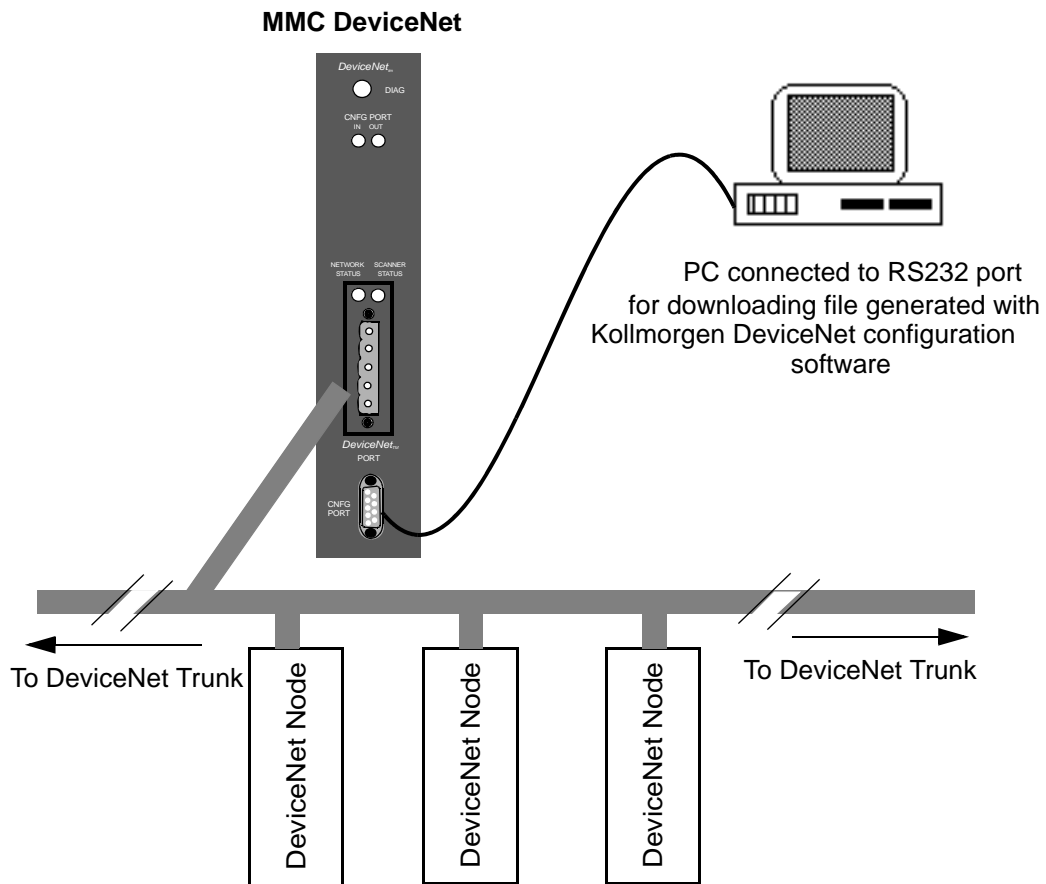 MMC DeviceNet
DeviceNet
DIAG
CNFG PORT
IN OUT
NETWORK SCANNER
STATUS STATUS
DeviceNet
PORT
CNFG
PORT
PC connected to RS232 port
for downloading file generated with
Kollmorgen DeviceNet configuration
software
To DeviceNet Trunk
To DeviceNet Trunk
DeviceNet Node
DeviceNet Node
DeviceNet Node